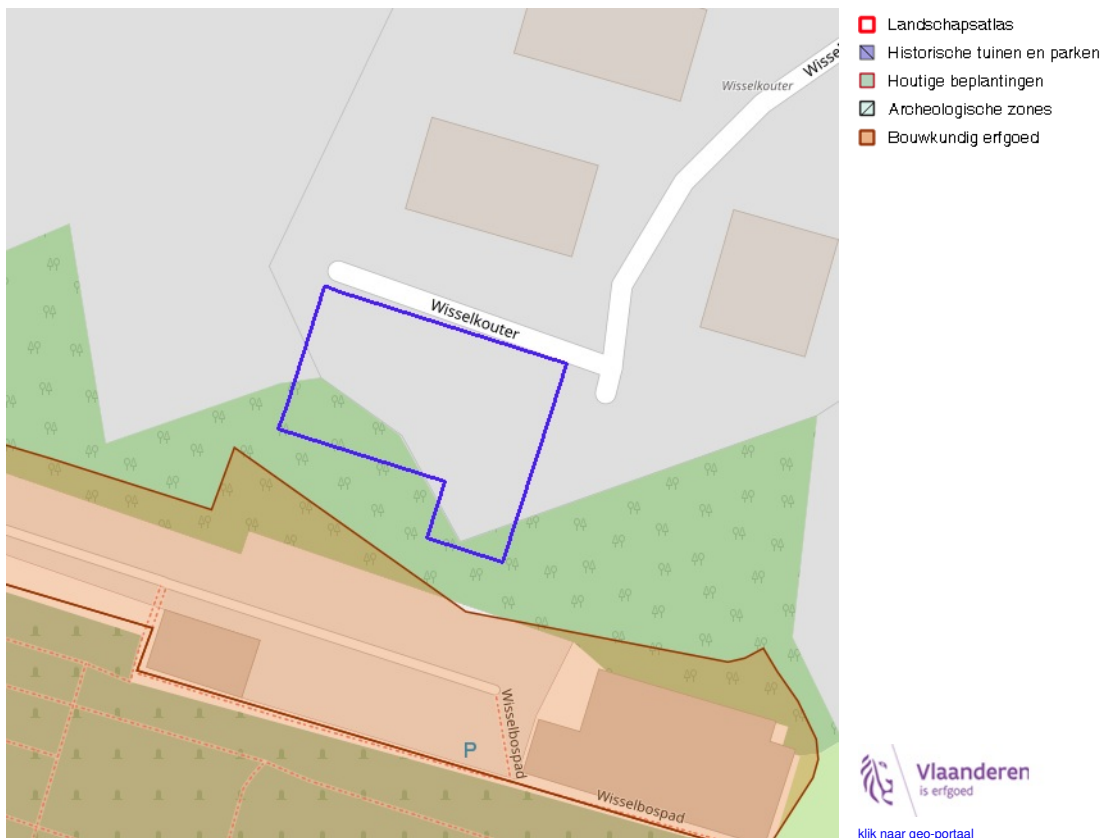 Landschapsatlas
Historische tuinen en parken
Houtige beplantingen
Archeologische zones
Bouwkundig erfgoed
Wissel
Wisselkouter
Wisselkouter
Wisselbospad
P
Wisselbospad
Vlaanderen
is erfgoed
klik naar geo-portaal